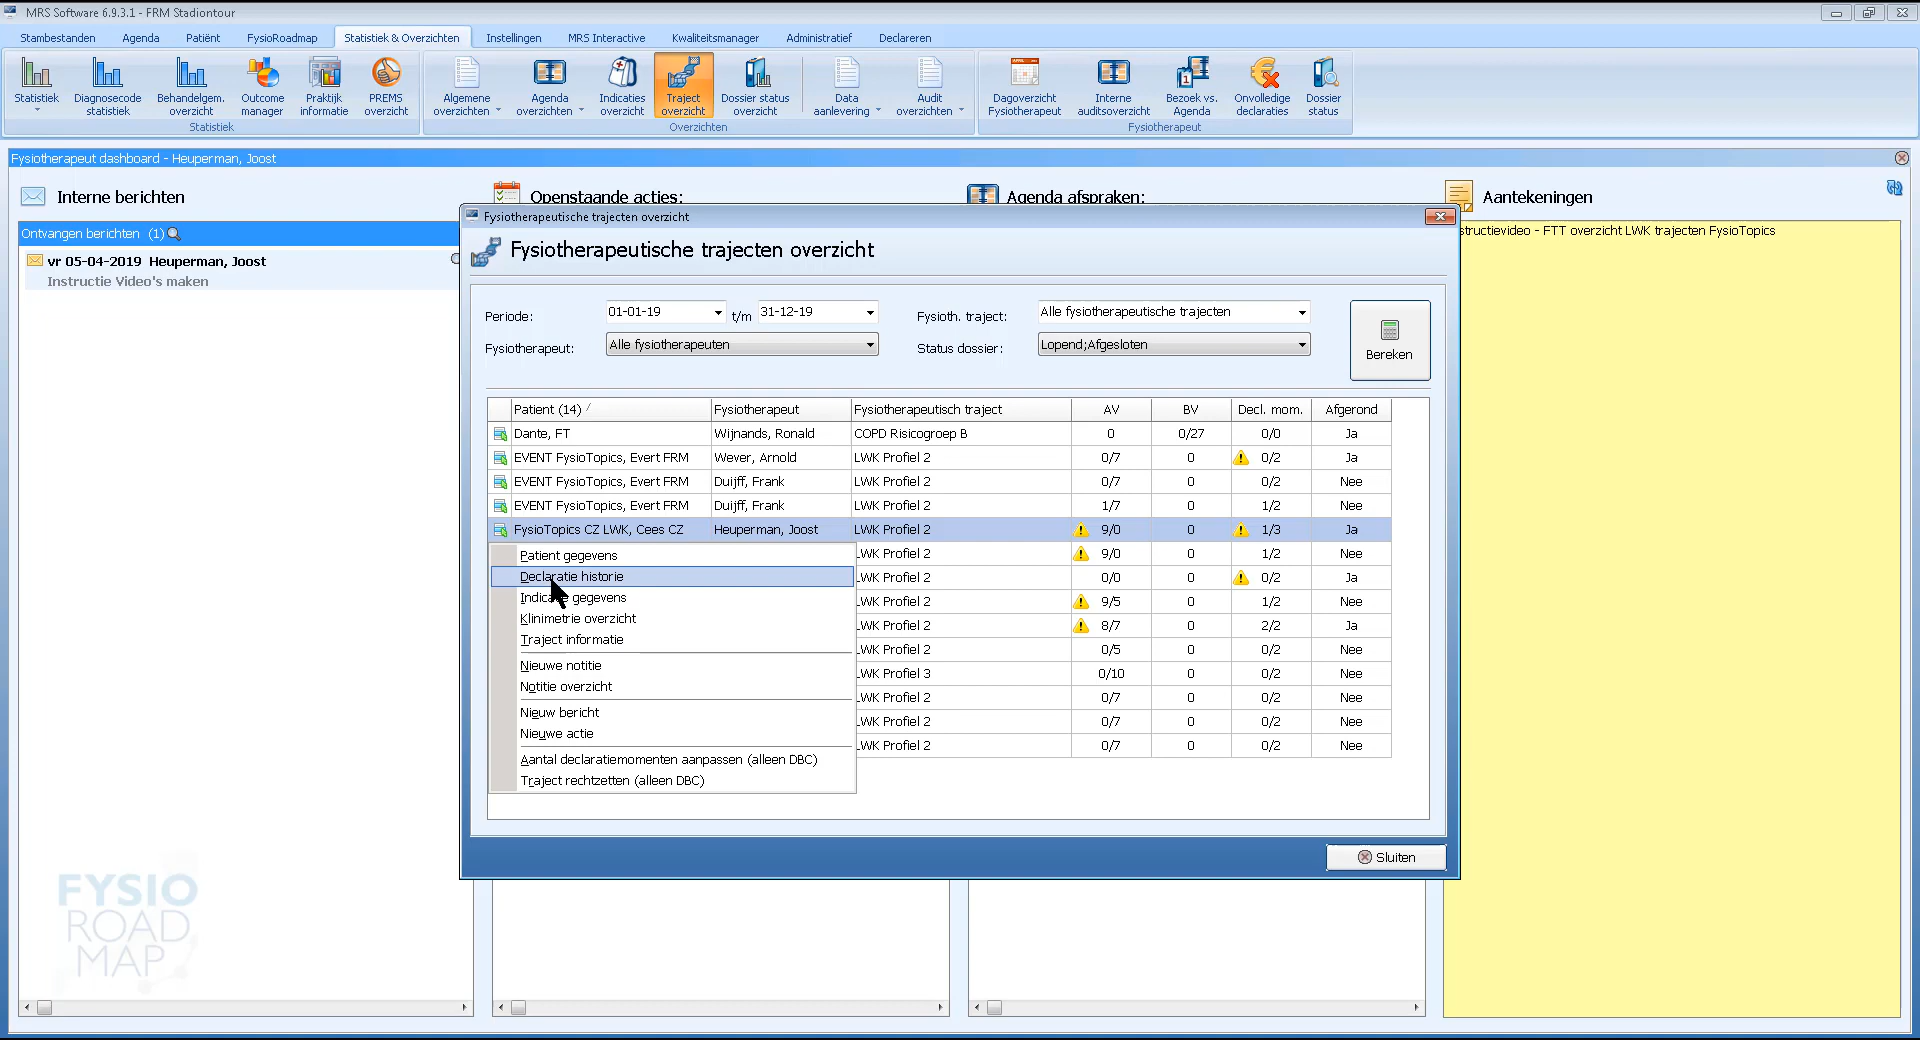 MRS Software 6.9.3.1 - FRM Stadiontour
Stambestanden Agenda Patiënt FysioRoadmap Statistiek & Overzichten Instellingen MRS Interactive Kwaliteitsmanager Administratief Declareren
Statistiek
Diagnosecode statistiek
Behandelgem. overzicht
Outcome manager
Praktijk informatie
PREMS overzicht
Algemene overzichten
Agenda overzichten
Indicaties overzicht
Traject overzicht
Dossier status overzicht
Data aanlevering
Audit overzichten
Dagoverzicht Fysiotherapeut
Interne auditsoverzicht
Bezoek vs. Agenda
Onvolledige declaraties
Dossier status
Statistiek Overzichten Fysiotherapeut
Fysiotherapeut dashboard - Heuperman, Joost
Interne berichten Openstaande acties: Agenda afspraken: Aantekeningen
Ontvangen berichten (1)
vr 05-04-2019 Heuperman, Joost
Instructie Video's maken
structievideo - FTT overzicht LWK trajecten FysioTopics
Fysiotherapeutische trajecten overzicht
Fysiotherapeutische trajecten overzicht
Periode: 01-01-19 t/m 31-12-19 Fysioth. traject: Alle fysiotherapeutische trajecten
Fysiotherapeut: Alle fysiotherapeuten Status dossier: Lopend;Afgesloten
Bereken
Patient (14) Fysiotherapeut Fysiotherapeutisch traject AV BV Decl. mom. Afgerond
Dante, FT Wijnands, Ronald COPD Risicogroep B 0 0/27 0/0 Ja
EVENT FysioTopics, Evert FRM Wever, Arnold LWK Profiel 2 0/7 0 0/2 Ja
EVENT FysioTopics, Evert FRM Duijff, Frank LWK Profiel 2 0/7 0 0/2 Nee
EVENT FysioTopics, Evert FRM Duijff, Frank LWK Profiel 2 1/7 0 1/2 Nee
FysioTopics CZ LWK, Cees CZ Heuperman, Joost LWK Profiel 2 9/0 0 1/3 Ja
LWK Profiel 2 9/0 0 1/2 Nee
LWK Profiel 2 0/0 0 0/2 Ja
LWK Profiel 2 9/5 0 1/2 Nee
LWK Profiel 2 8/7 0 2/2 Ja
LWK Profiel 2 0/5 0 0/2 Nee
LWK Profiel 3 0/10 0 0/2 Nee
LWK Profiel 2 0/7 0 0/2 Nee
LWK Profiel 2 0/7 0 0/2 Nee
LWK Profiel 2 0/7 0 0/2 Nee
Patient gegevens
Declaratie historie
Indicatie gegevens
Klinimetrie overzicht
Traject informatie
Nieuwe notitie
Notitie overzicht
Nieuw bericht
Nieuwe actie
Aantal declaratiemomenten aanpassen (alleen DBC)
Traject rechtzetten (alleen DBC)
Sluiten
FYSIO
ROAD
MAP